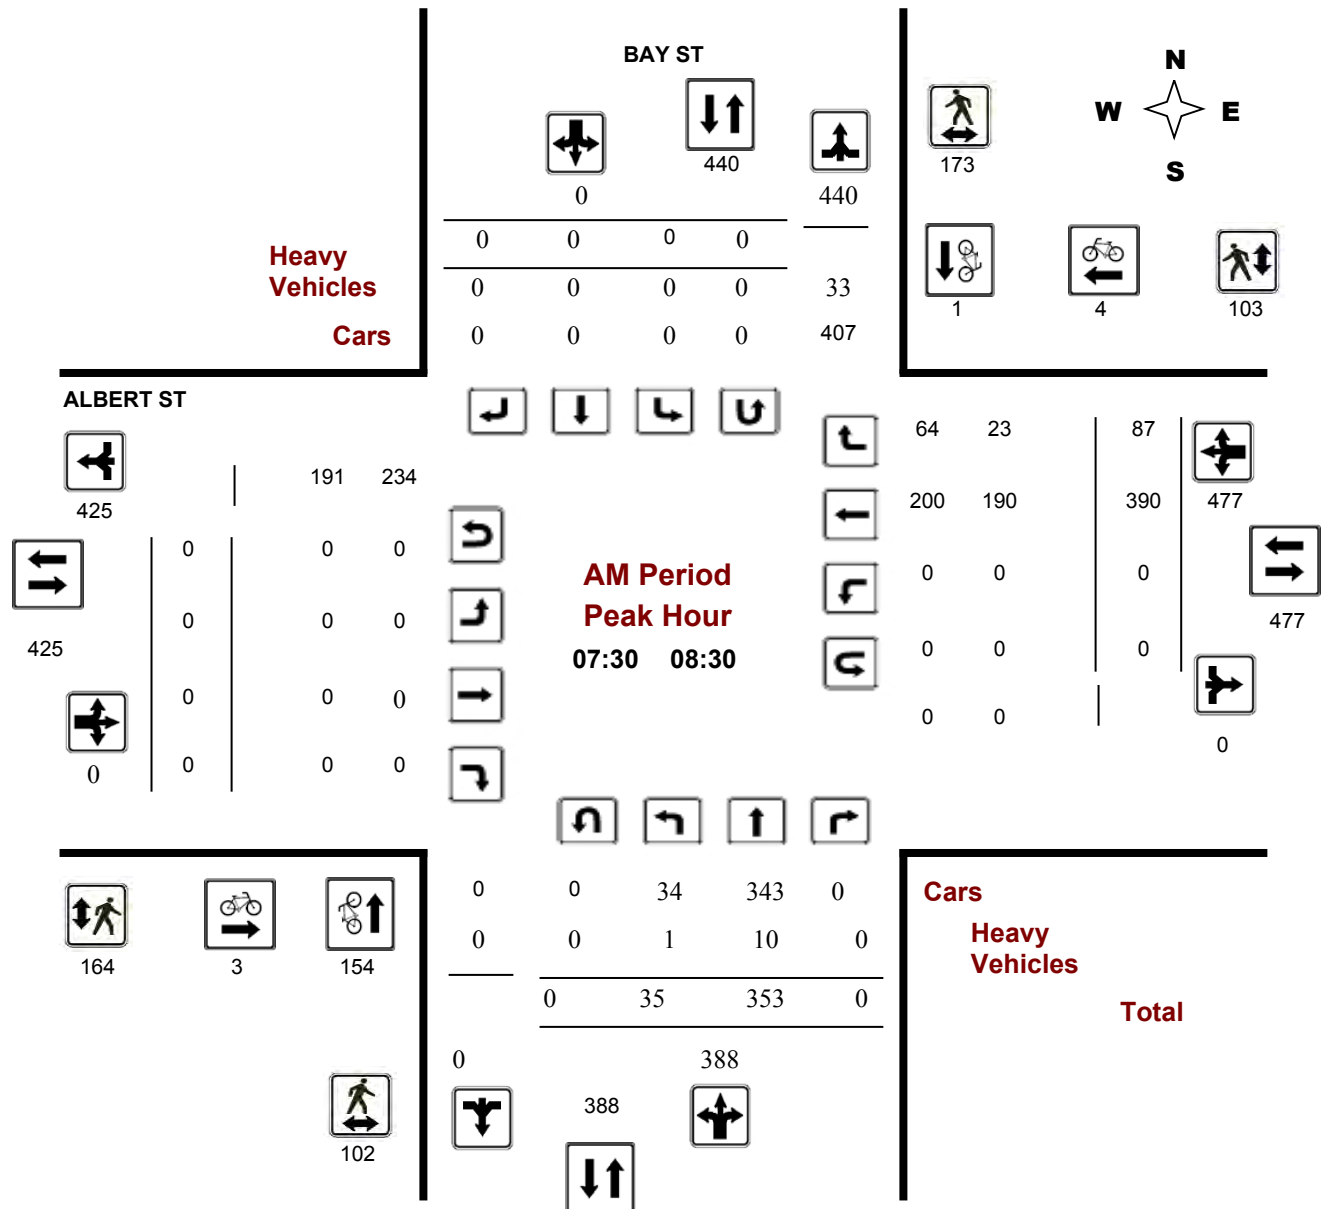 BAY ST
N
W E
S
440
173
0
440
0 0 0 0
Heavy
Vehicles
0 0 0 0 33
Cars
0 0 0 0 407
1 4 103
ALBERT ST
64 23 87
191 234
425
200 190 390 477
0 0 0
0 0 0
AM Period
Peak Hour
07:30 08:30
0 0 0
425
477
0 0 0
0 0 0
0 0
0
0
0 0 0
0 0 34 343 0
Cars
0 0 1 10 0
Heavy
Vehicles
164 3 154
0 35 353 0
Total
0 388
388
102